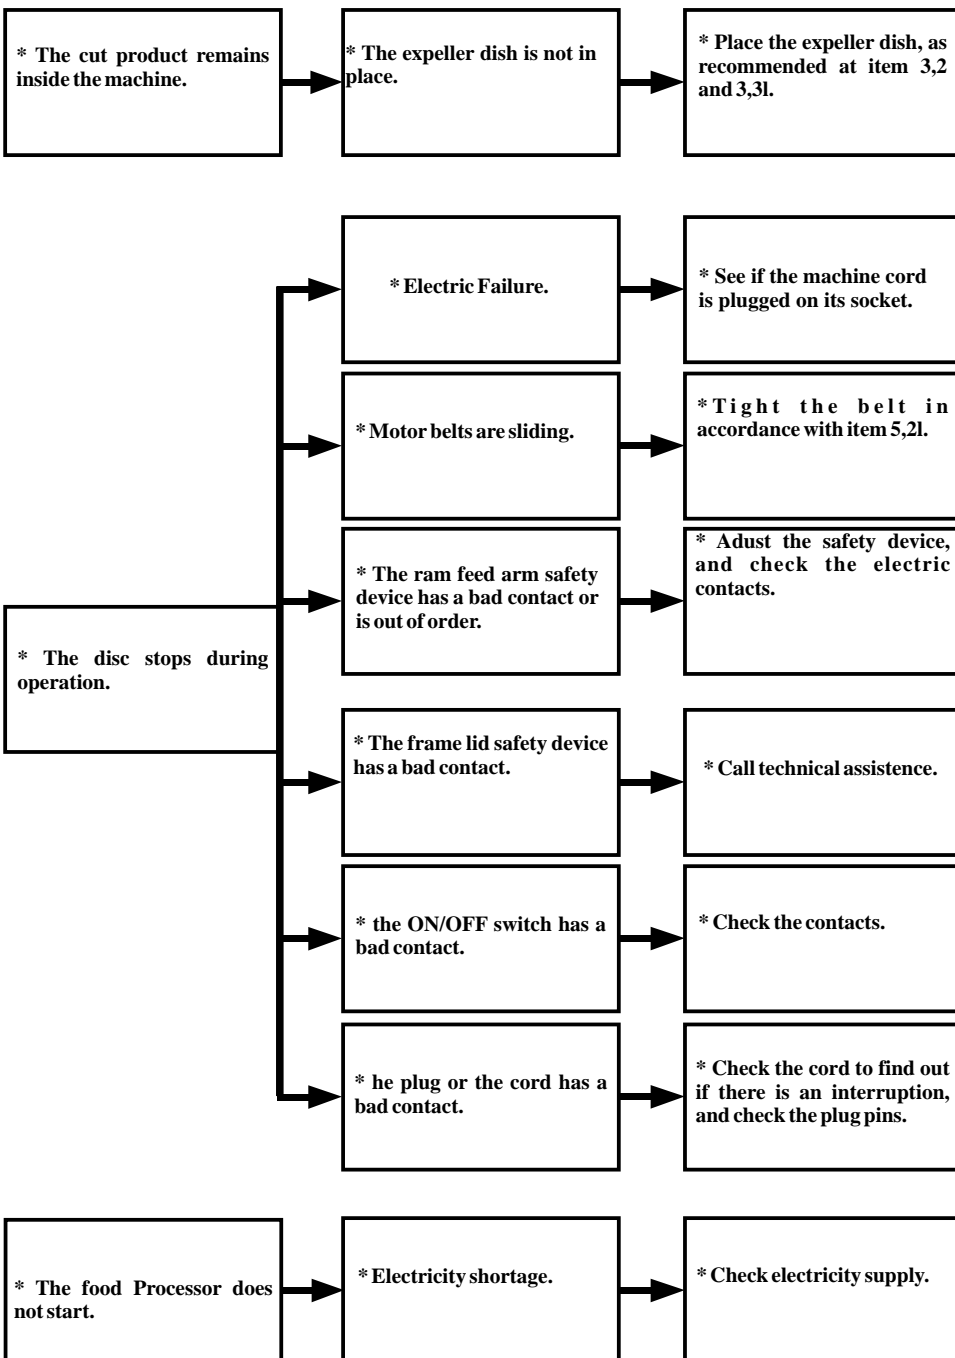 * The cut product remains
inside the machine.
* The expeller dish is not in
place.
* Place the expeller dish, as
recommended at item 3,2
and 3,3l.
* Electric Failure.
* See if the machine cord
is plugged on its socket.
* Motor belts are sliding.
* Tight the belt in
accordance with item 5,2l.
* The ram feed arm safety
device has a bad contact or
is out of order.
* Adust the safety device,
and check the electric
contacts.
* The disc stops during
operation.
* The frame lid safety device
has a bad contact.
* Call technical assistence.
* the ON/OFF switch has a
bad contact.
* Check the contacts.
* he plug or the cord has a
bad contact.
* Check the cord to find out
if there is an interruption,
and check the plug pins.
* The food Processor does
not start.
* Electricity shortage.
* Check electricity supply.